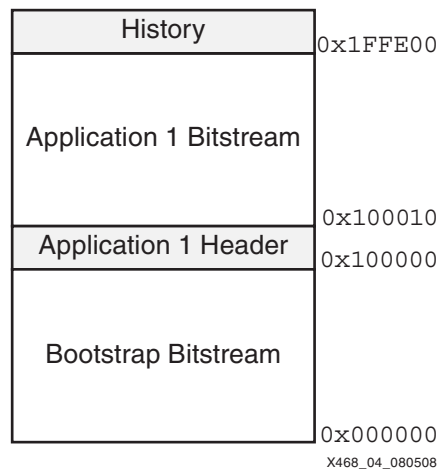 History
0x1FFE00
Application 1 Bitstream
0x100010
Application 1 Header
0x100000
Bootstrap Bitstream
0x000000
X468_04_080508